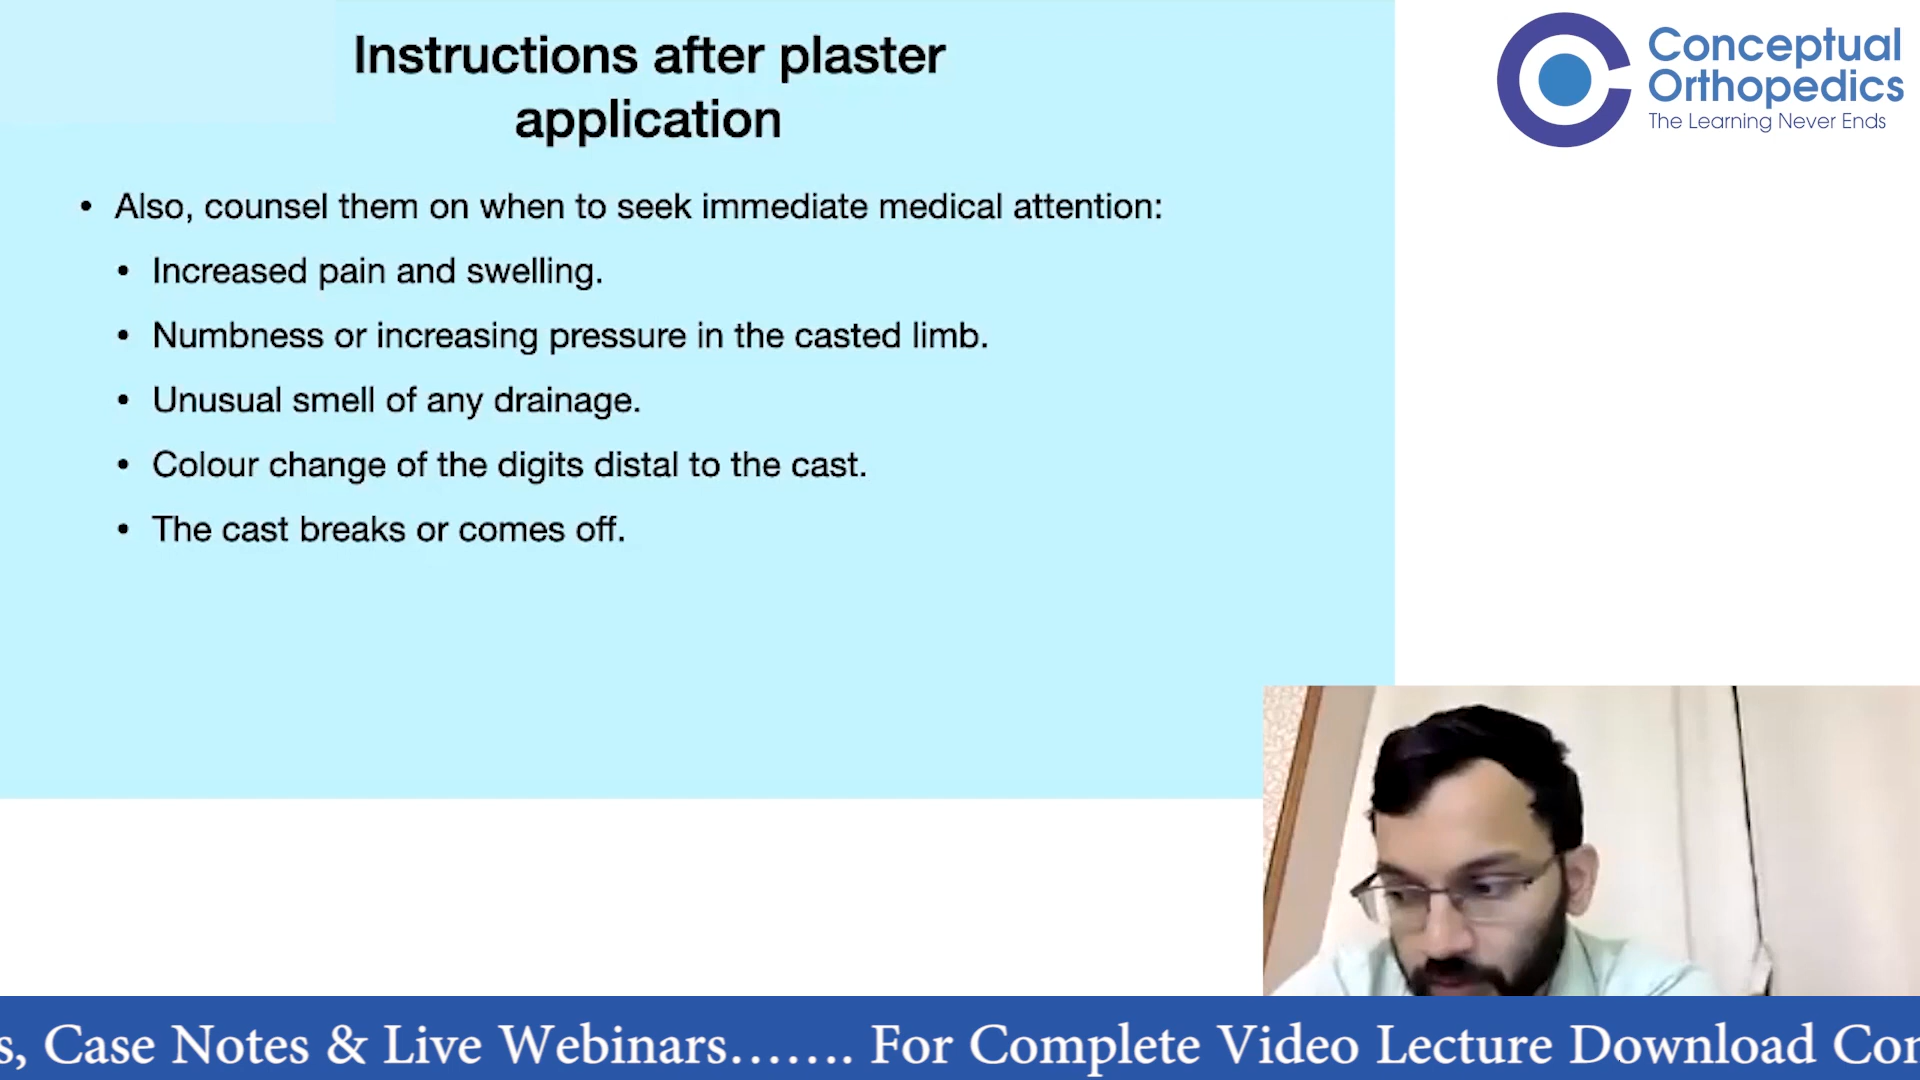 Instructions after plaster
application
• Also, counsel them on when to seek immediate medical attention:
• Increased pain and swelling.
• Numbness or increasing pressure in the casted limb.
• Unusual smell of any drainage.
• Colour change of the digits distal to the cast.
• The cast breaks or comes off.
Conceptual
Orthopedics
The Learning Never Ends
s, Case Notes & Live Webinars……. For Complete Video Lecture Download Con